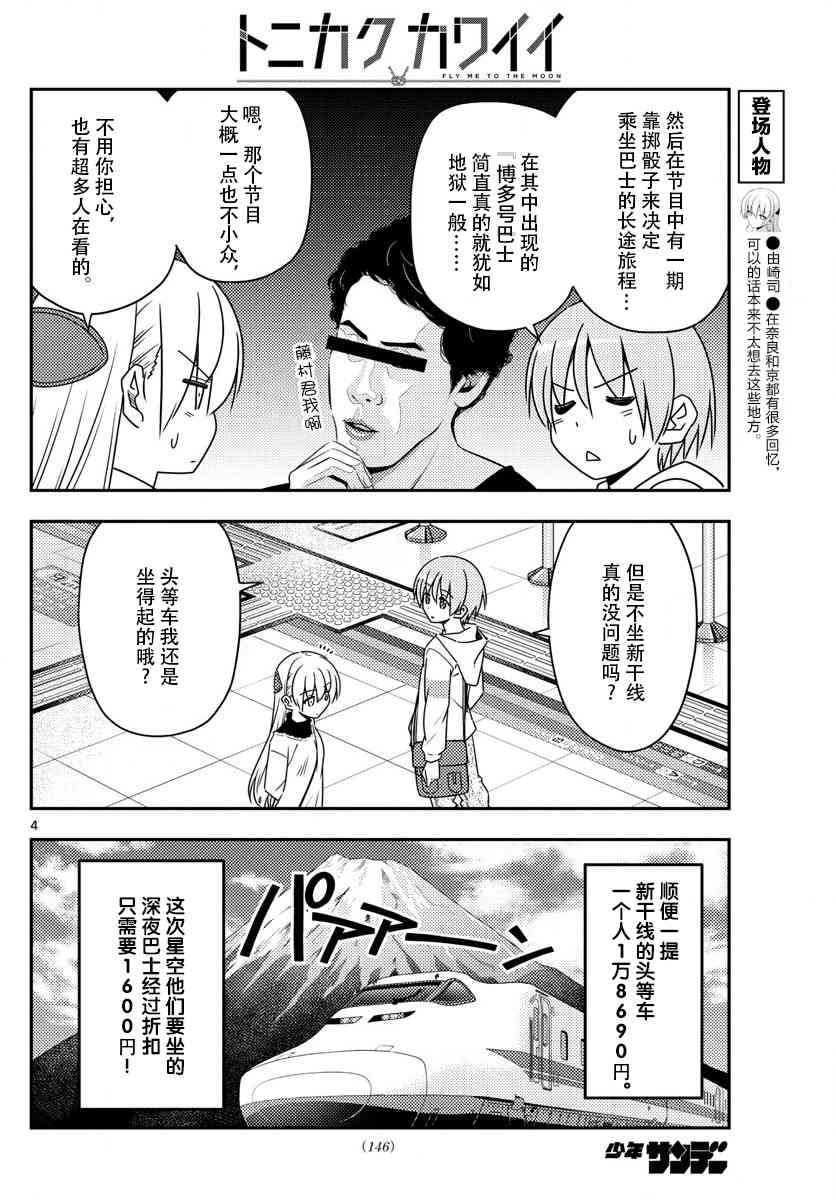 トニカクカワイイ
FLY ME TO THE MOON
登场人物
●由崎司●在奈良和京都有很多回忆，
可以的话本来不太想去这些地方。
然后在节目中有一期
靠掷骰子来决定
乘坐巴士的长途旅程…
在其中出现的
『博多号巴士
简直真的就犹如
地狱一般……
藤村君我啊
嗯，那个节目
大概一点也不小众，
不用你担心，
也有超多人在看的。
但是不坐新干线
真的没问题吗？
头等车我还是
坐得起的哦？
4
顺便一提
新干线的头等车
一个人1万8690円。
パアァァーン
这次星空他们要坐的
深夜巴士经过折扣
只需要1600円！
(146)
少年サンデー